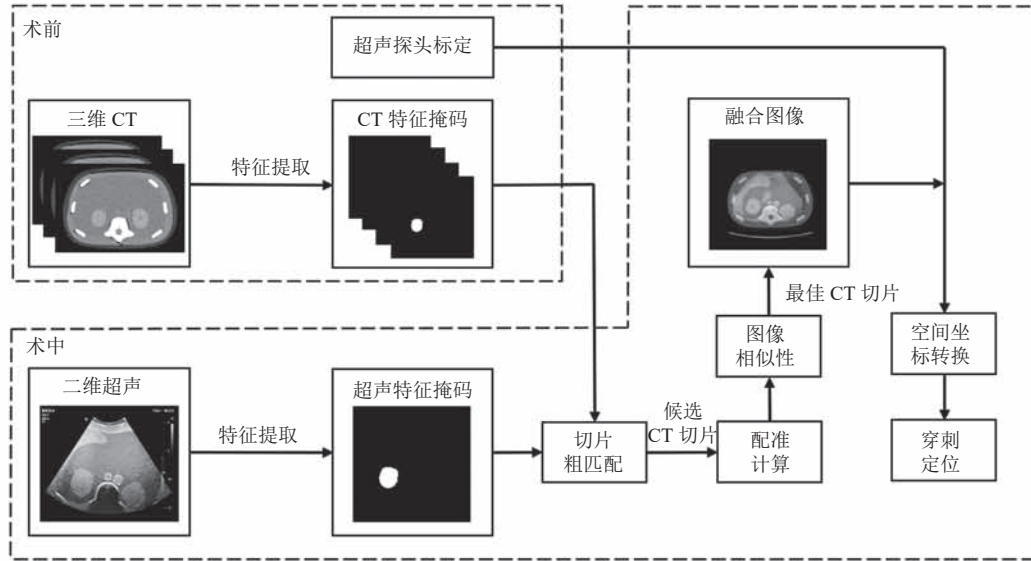 术前
超声探头标定
三维 CT
特征提取
CT 特征掩码
融合图像
最佳 CT 切片
图像
相似性
空间坐
标转换
术中
二维超声
特征提取
超声特征掩码
切片
粗匹配
候选
CT 切片
配准
计算
穿刺
定位